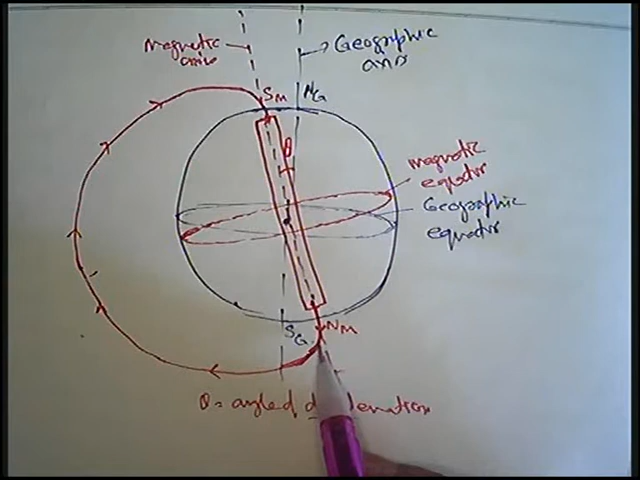 magnetic
axis
Geographic
axis
SM
NG
θ
magnetic
equator
Geographic
equator
SG
NM
θ = angle of